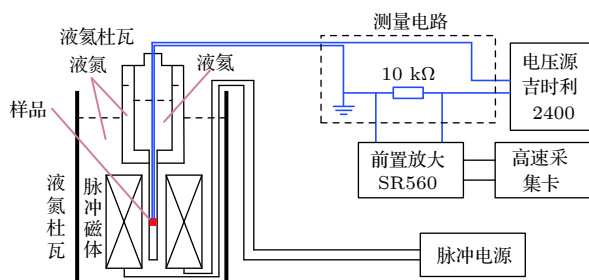 测量电路
液氦杜瓦
液氮
液氦
样品
10 kΩ
电压源
吉时利
2400
前置放大
SR560
高速采
集卡
液氮杜瓦
脉冲磁体
脉冲电源